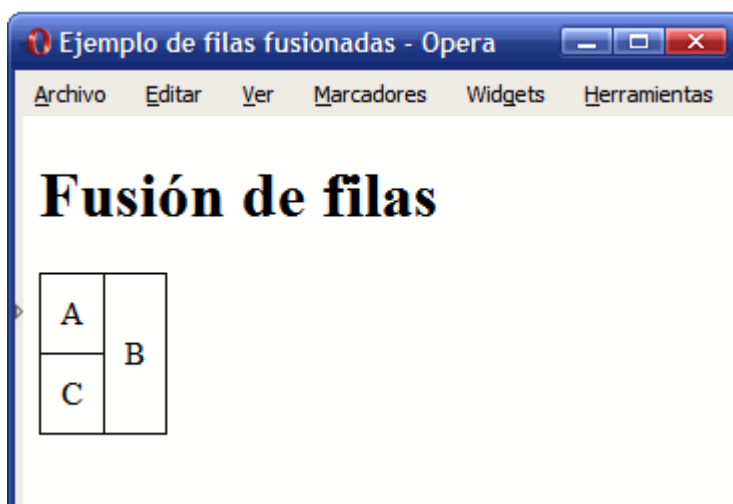 Ejemplo de filas fusionadas - Opera
Archivo Editar Ver Marcadores Widgets Herramientas
Fusión de filas
A
B
C